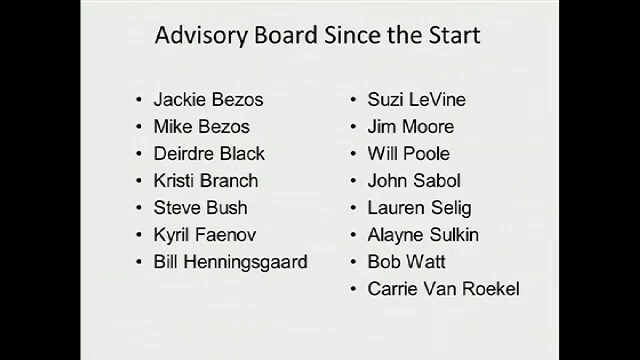 Advisory Board Since the Start
• Jackie Bezos
• Mike Bezos
• Deirdre Black
• Kristi Branch
• Steve Bush
• Kyril Faenov
• Bill Henningsgaard
• Suzi LeVine
• Jim Moore
• Will Poole
• John Sabol
• Lauren Selig
• Alayne Sulkin
• Bob Watt
• Carrie Van Roekel